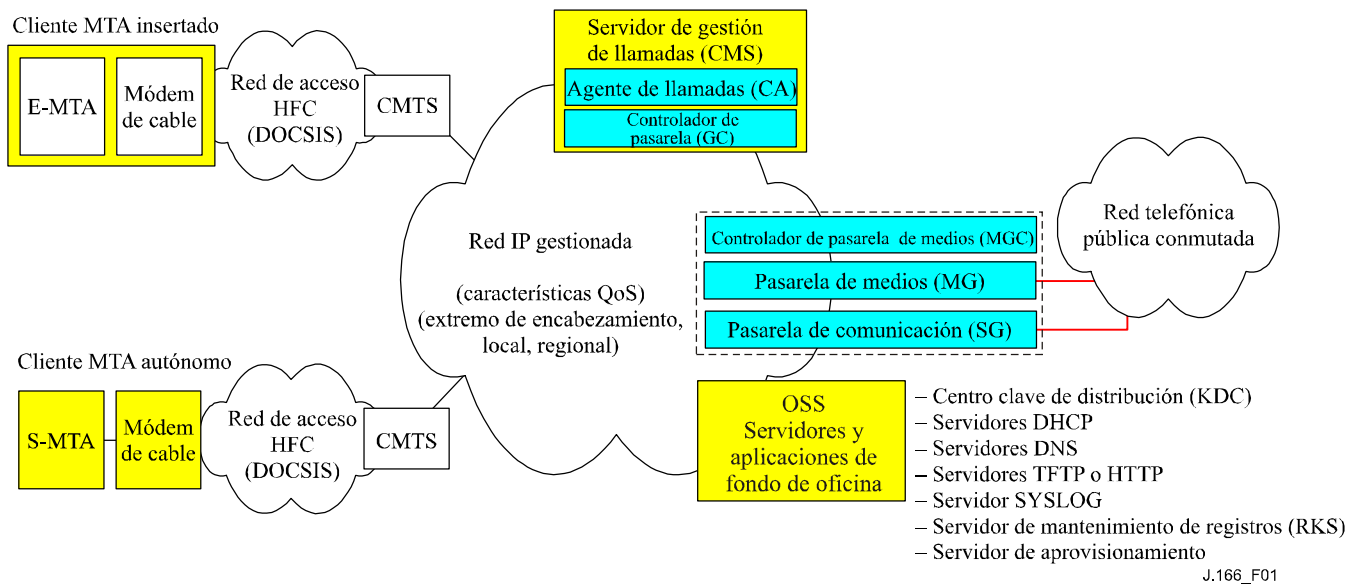 Cliente MTA insertado
E-MTA
Módem
de cable
Red de acceso
HFC
(DOCSIS)
CMTS
Servidor de gestión
de llamadas (CMS)
Agente de llamadas (CA)
Controlador de
pasarela (GC)
Red IP gestionada
(características QoS)
(extremo de encabezamiento,
local, regional)
Controlador de pasarela de medios (MGC)
Pasarela de medios (MG)
Pasarela de comunicación (SG)
Red telefónica
pública conmutada
Cliente MTA autónomo
S-MTA
Módem
de cable
Red de acceso
HFC
(DOCSIS)
CMTS
OSS
Servidores y
aplicaciones de
fondo de oficina
– Centro clave de distribución (KDC)
– Servidores DHCP
– Servidores DNS
– Servidores TFTP o HTTP
– Servidor SYSLOG
– Servidor de mantenimiento de registros (RKS)
– Servidor de aprovisionamiento
J.166_F01